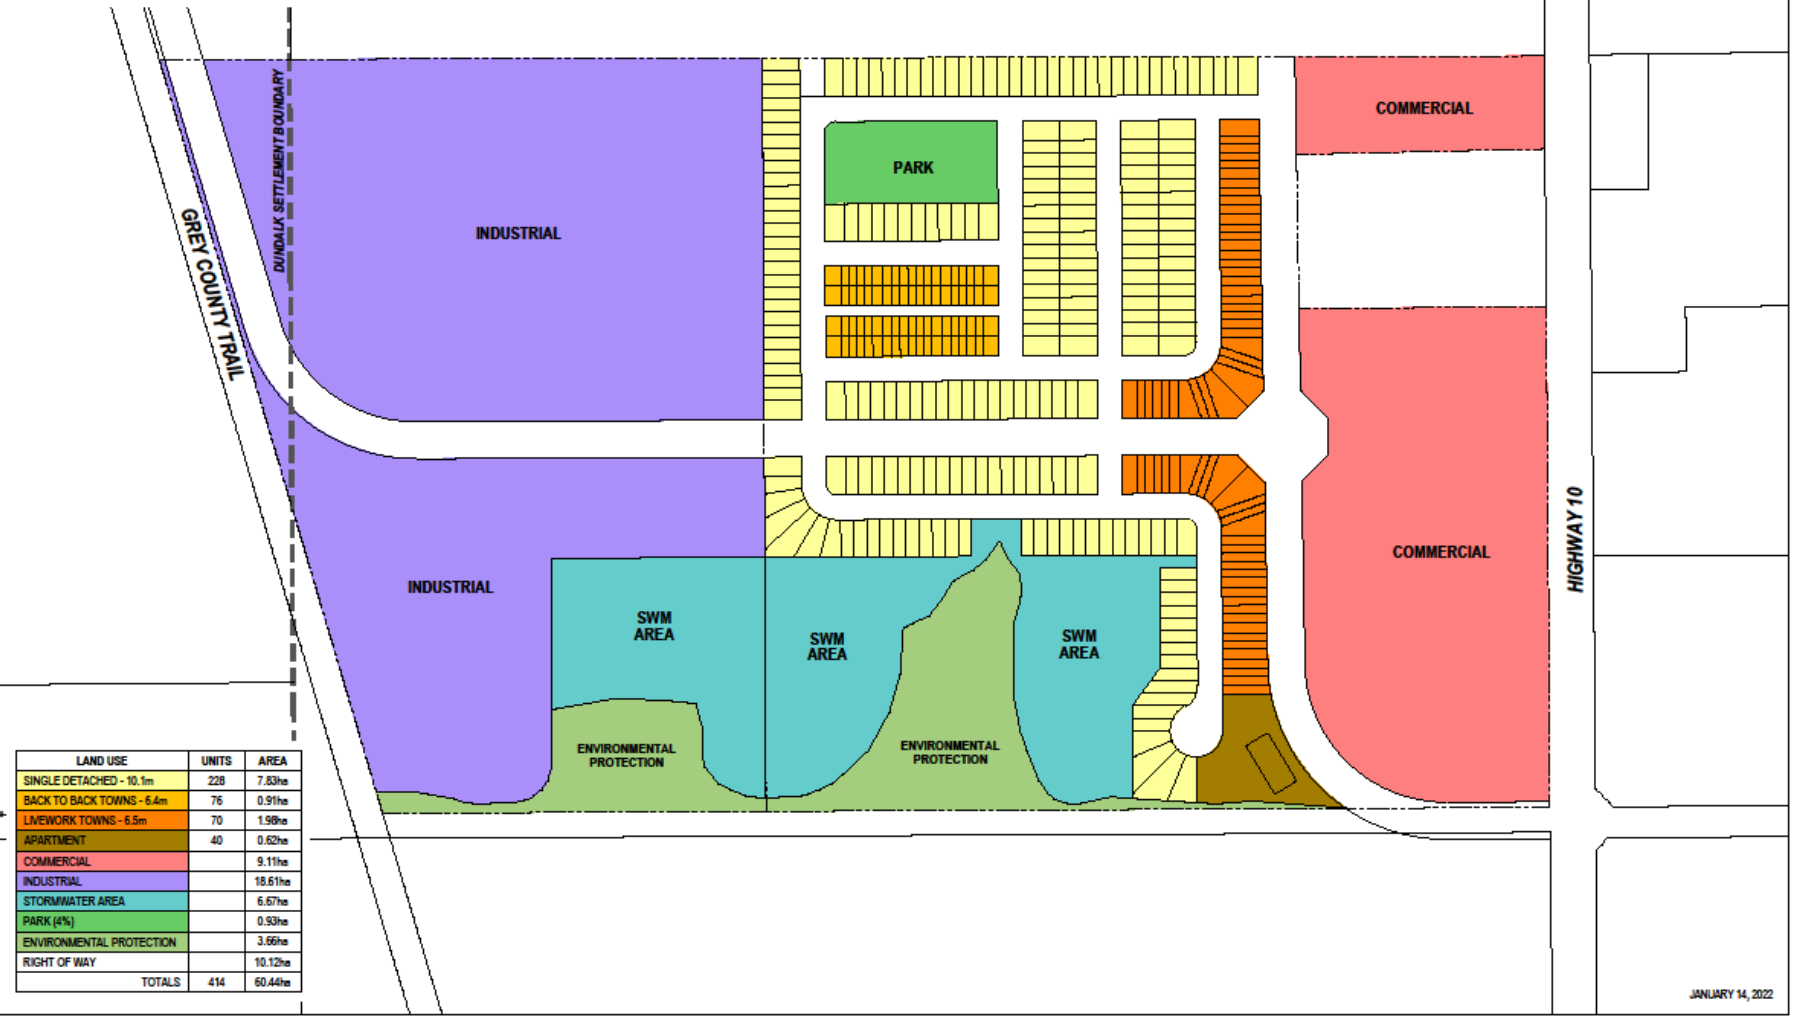 DUNDALK SETTLEMENT BOUNDARY
COMMERCIAL
PARK
INDUSTRIAL
GREY COUNTY TRAIL
HIGHWAY 10
COMMERCIAL
INDUSTRIAL
SWM
AREA
SWM
AREA
SWM
AREA
ENVIRONMENTAL
PROTECTION
ENVIRONMENTAL
PROTECTION
LAND USE UNITS AREA
SINGLE DETACHED - 10.1m 228 7.83ha
BACK TO BACK TOWNS - 6.4m 76 0.91ha
LIVEWORK TOWNS - 6.5m 70 1.98ha
APARTMENT 40 0.62ha
COMMERCIAL 9.11ha
INDUSTRIAL 18.61ha
STORMWATER AREA 6.67ha
PARK (4%) 0.93ha
ENVIRONMENTAL PROTECTION 3.66ha
RIGHT OF WAY 10.12ha
TOTALS 414 60.44ha
JANUARY 14, 2022